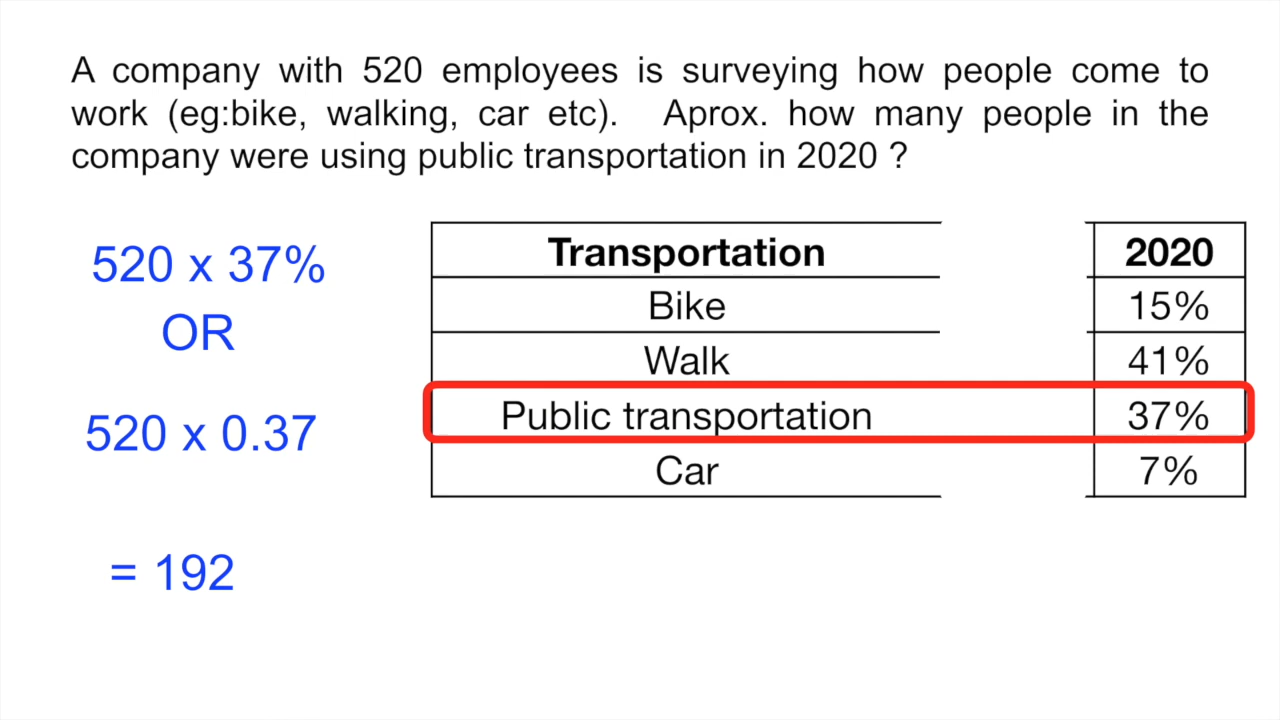 A company with 520 employees is surveying how people come to
work (eg:bike, walking, car etc). Aprox. how many people in the
company were using public transportation in 2020 ?
520 x 37%
OR
520 x 0.37
= 192
Transportation 2020
Bike 15%
Walk 41%
Public transportation 37%
Car 7%